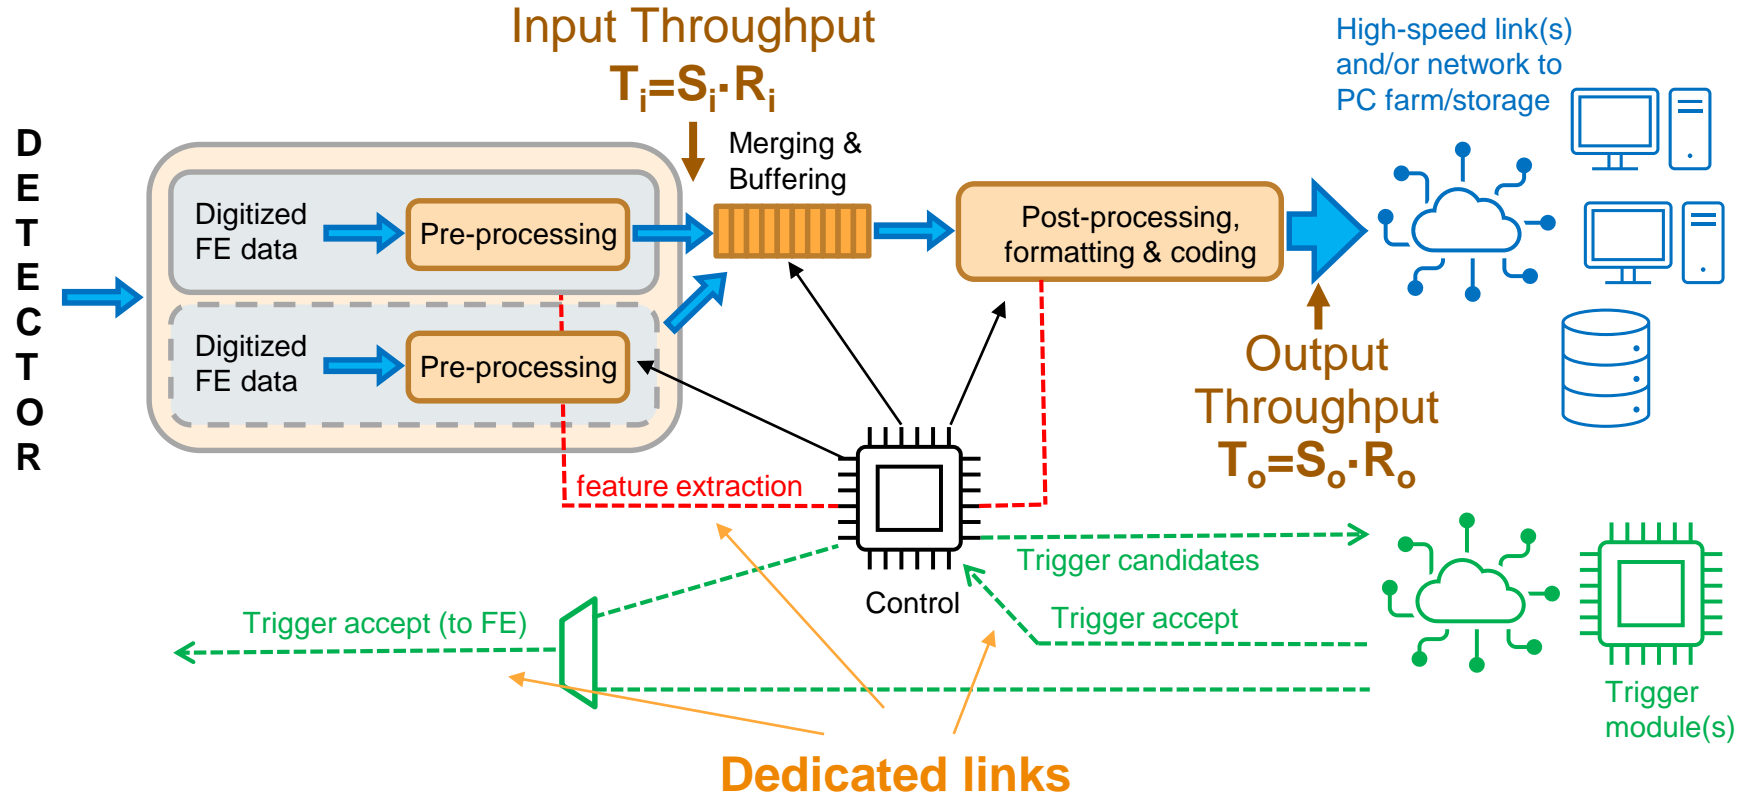 Input Throughput
Tᵢ=Sᵢ·Rᵢ
High-speed link(s)
and/or network to
PC farm/storage
DETECTOR
Merging &
Buffering
Digitized
FE data
Pre-processing
Post-processing,
formatting & coding
Digitized
FE data
Pre-processing
Output
Throughput
Tₒ=Sₒ·Rₒ
feature extraction
Trigger candidates
Control
Trigger accept
Trigger accept (to FE)
Trigger
module(s)
Dedicated links